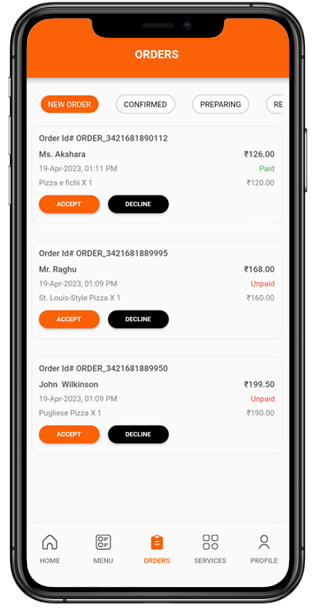 ORDERS
NEW ORDER CONFIRMED PREPARING RE
Order Id# ORDER_3421681890112
Ms. Akshara ₹126.00
19-Apr-2023, 01:11 PM Paid
Pizza e fichi X 1 ₹120.00
ACCEPT DECLINE
Order Id# ORDER_3421681889995
Mr. Raghu ₹168.00
19-Apr-2023, 01:09 PM Unpaid
St. Louis-Style Pizza X 1 ₹160.00
ACCEPT DECLINE
Order Id# ORDER_3421681889950
John Wilkinson ₹199.50
19-Apr-2023, 01:09 PM Unpaid
Pugliese Pizza X 1 ₹190.00
ACCEPT DECLINE
HOME MENU ORDERS SERVICES PROFILE